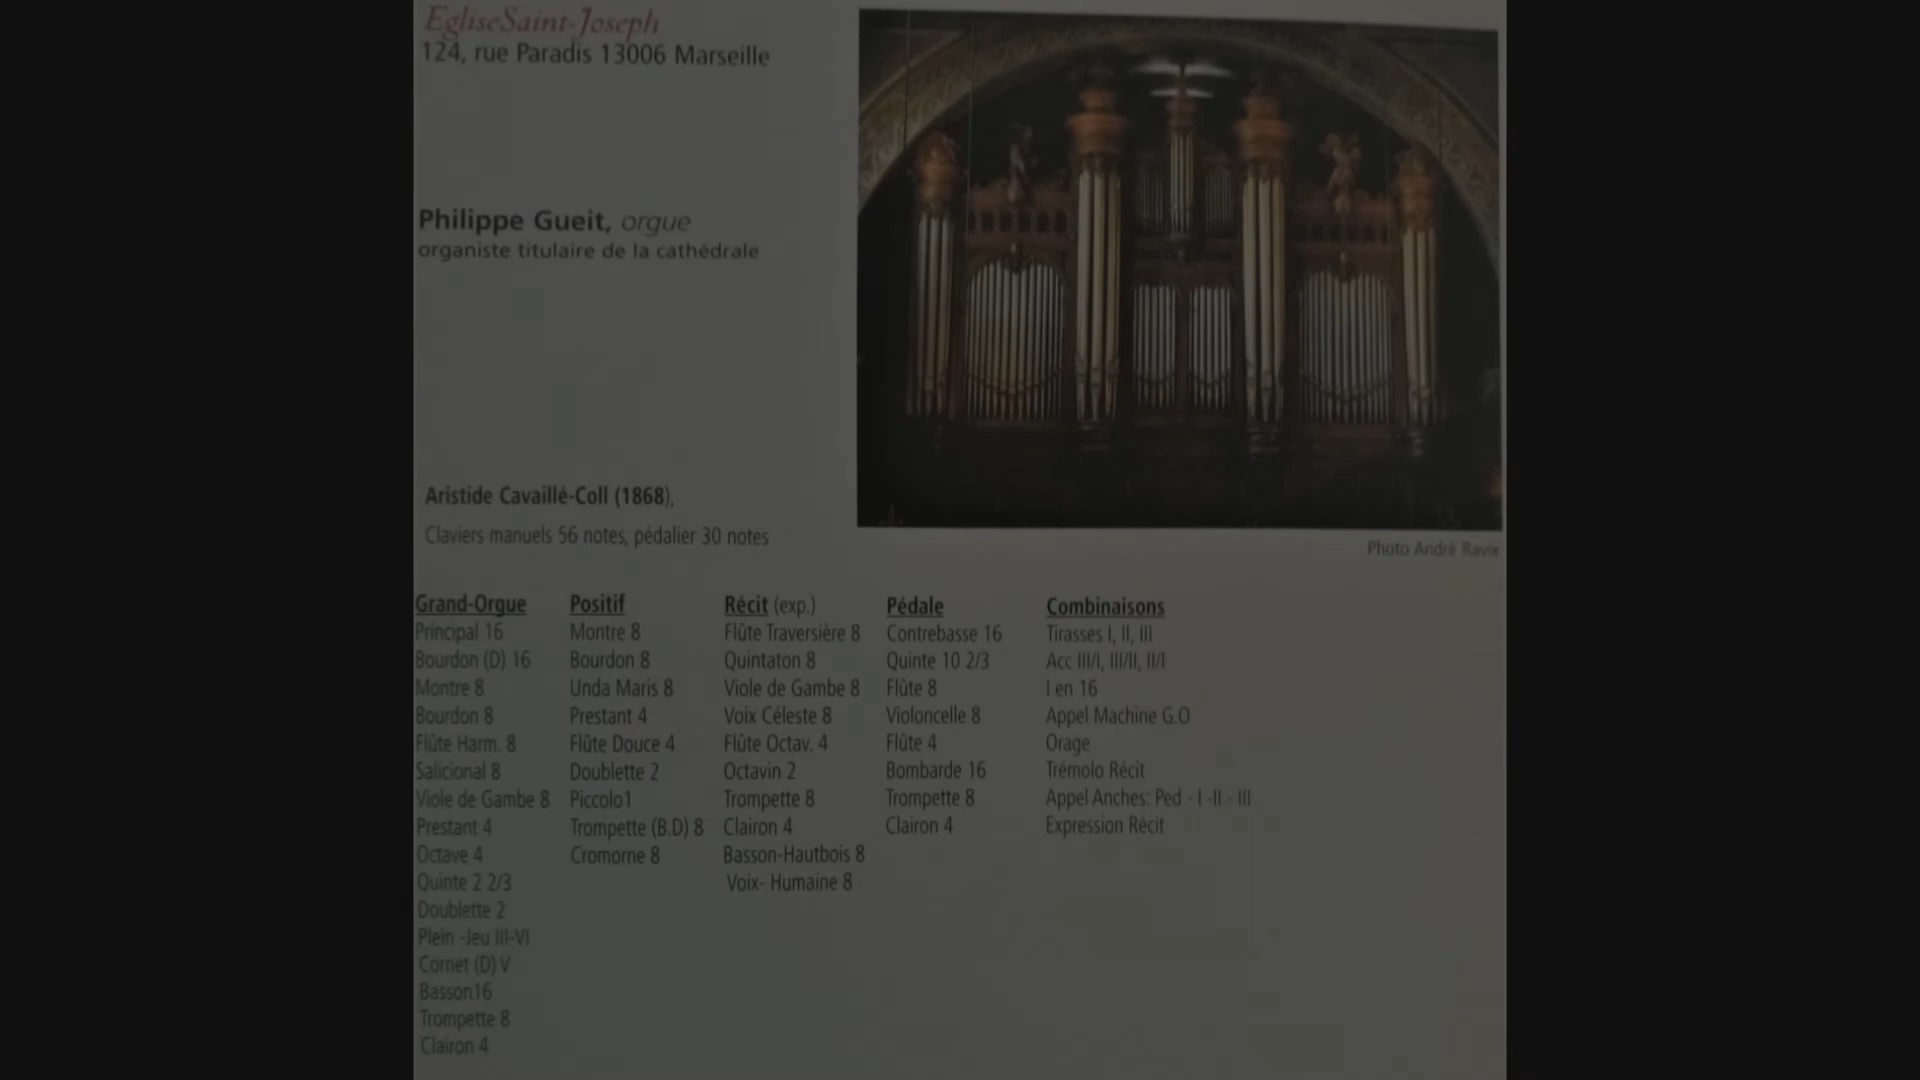 EgliseSaint-Joseph
124, rue Paradis 13006 Marseille
Philippe Gueit, orgue
organiste titulaire de la cathédrale
Aristide Cavaillé-Coll (1868),
Claviers manuels 56 notes, pédalier 30 notes
Photo André Ravix
Grand-Orgue
Principal 16
Bourdon (D) 16
Montre 8
Bourdon 8
Flûte Harm. 8
Salicional 8
Viole de Gambe 8
Prestant 4
Octave 4
Quinte 2 2/3
Doublette 2
Plein -Jeu III-VI
Cornet (D) V
Basson16
Trompette 8
Clairon 4
Positif
Montre 8
Bourdon 8
Unda Maris 8
Prestant 4
Flûte Douce 4
Doublette 2
Piccolo1
Trompette (B.D) 8
Cromorne 8
Récit (exp.)
Flûte Traversière 8
Quintaton 8
Viole de Gambe 8
Voix Céleste 8
Flûte Octav. 4
Octavin 2
Trompette 8
Clairon 4
Basson-Hautbois 8
Voix- Humaine 8
Pédale
Contrebasse 16
Quinte 10 2/3
Flûte 8
Violoncelle 8
Flûte 4
Bombarde 16
Trompette 8
Clairon 4
Combinaisons
Tirasses I, II, III
Acc III/I, III/II, II/I
I en 16
Appel Machine G.O
Orage
Trémolo Récit
Appel Anches: Ped - I -II - III
Expression Récit